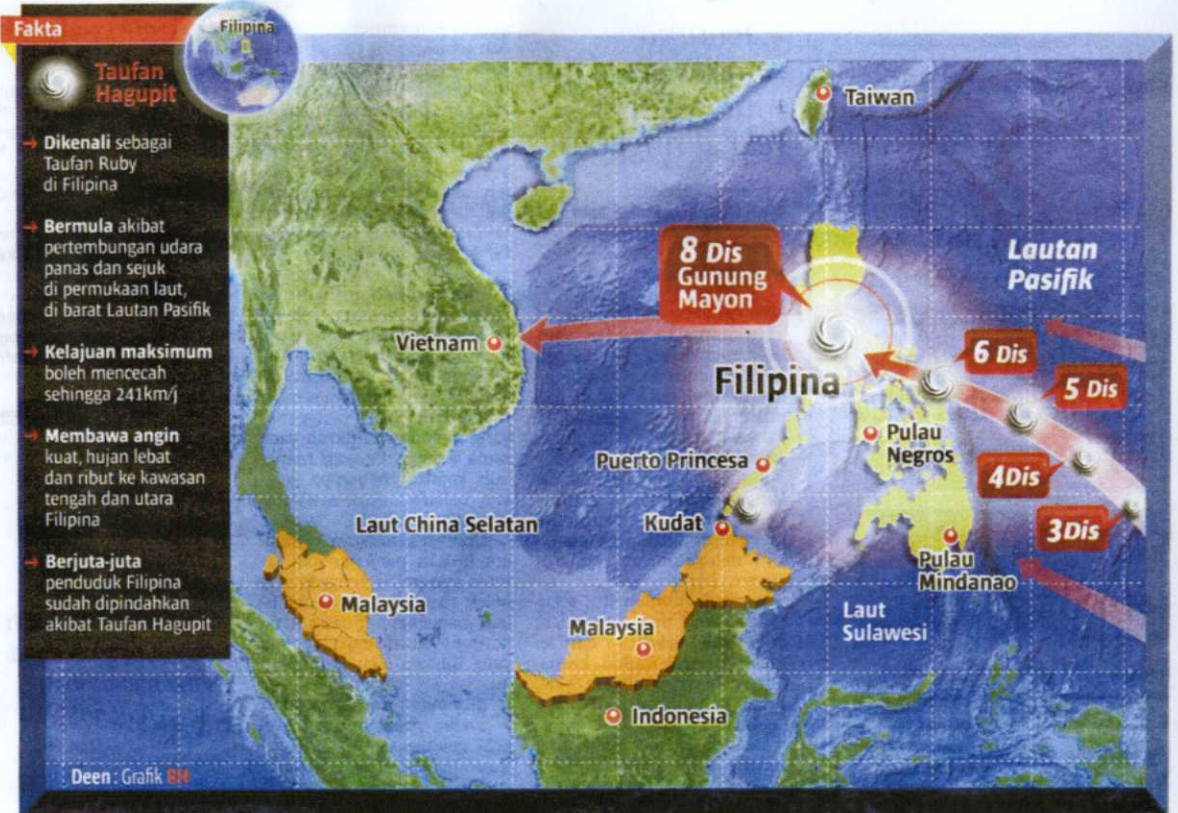 Fakta
Filipina
Taufan
Hagupit
Dikenali sebagai
Taufan Ruby
di Filipina
Bermula akibat
pertembungan udara
panas dan sejuk
di permukaan laut,
di barat Lautan Pasifik
Kelajuan maksimum
boleh mencecah
sehingga 241km/j
Membawa angin
kuat, hujan lebat
dan ribut ke kawasan
tengah dan utara
Filipina
Berjuta-juta
penduduk Filipina
sudah dipindahkan
akibat Taufan Hagupit
Taiwan
8 Dis
Gunung
Mayon
Lautan
Pasifik
Vietnam
Filipina
6 Dis
5 Dis
4 Dis
3 Dis
Pulau
Negros
Puerto Princesa
Laut China Selatan
Kudat
Pulau
Mindanao
Malaysia
Malaysia
Laut
Sulawesi
Indonesia
Deen : Grafik BH